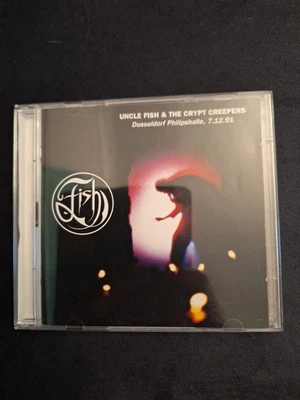 UNCLE FISH & THE CRYPT CREEPERS
Dusseldorf Philipshalle, 7.12.91
Fish